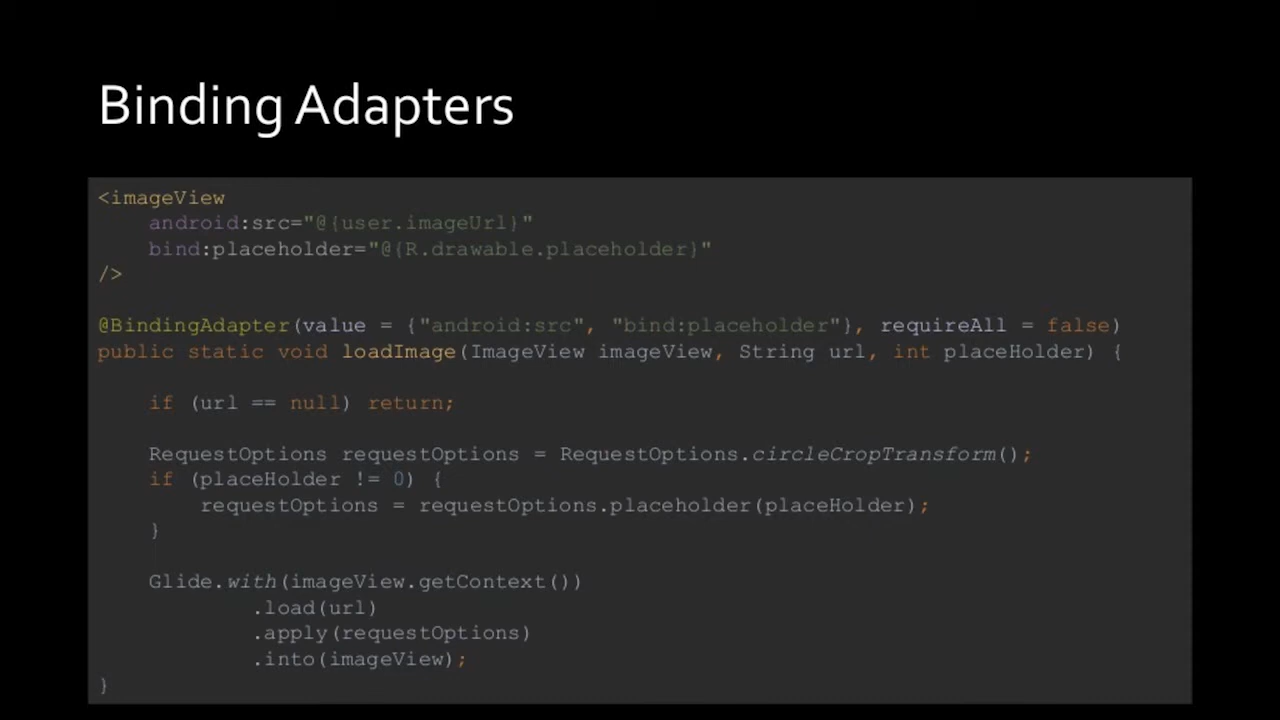 Binding Adapters
<imageView
android:src="@{user.imageUrl}"
bind:placeholder="@{R.drawable.placeholder}"
/>
@BindingAdapter(value = {"android:src", "bind:placeholder"}, requireAll = false)
public static void loadImage(ImageView imageView, String url, int placeHolder) {
if (url == null) return;
RequestOptions requestOptions = RequestOptions.circleCropTransform();
if (placeHolder != 0) {
requestOptions = requestOptions.placeholder(placeHolder);
}
Glide.with(imageView.getContext())
.load(url)
.apply(requestOptions)
.into(imageView);
}